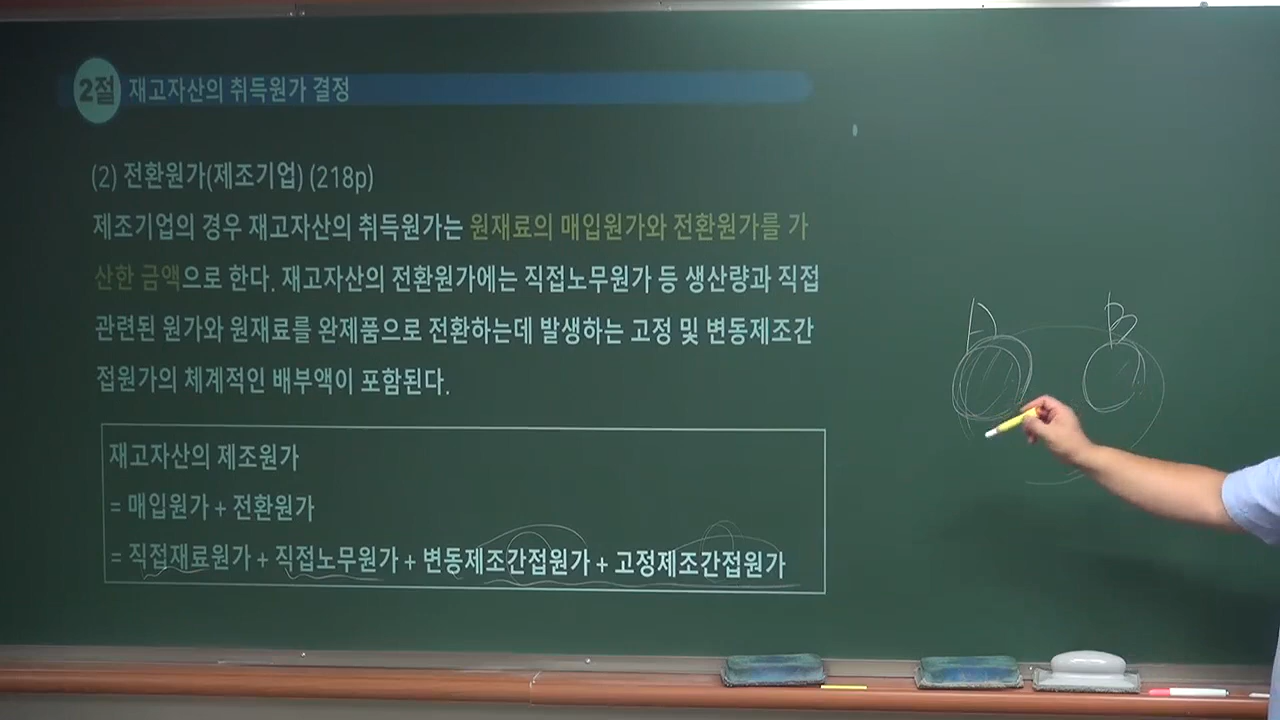 2절 재고자산의 취득원가 결정
(2) 전환원가(제조기업) (218p)
제조기업의 경우 재고자산의 취득원가는 원재료의 매입원가와 전환원가를 가
산한 금액으로 한다. 재고자산의 전환원가에는 직접노무원가 등 생산량과 직접
관련된 원가와 원재료를 완제품으로 전환하는데 발생하는 고정 및 변동제조간
접원가의 체계적인 배부액이 포함된다.
재고자산의 제조원가
= 매입원가 + 전환원가
= 직접재료원가 + 직접노무원가 + 변동제조간접원가 + 고정제조간접원가
A B